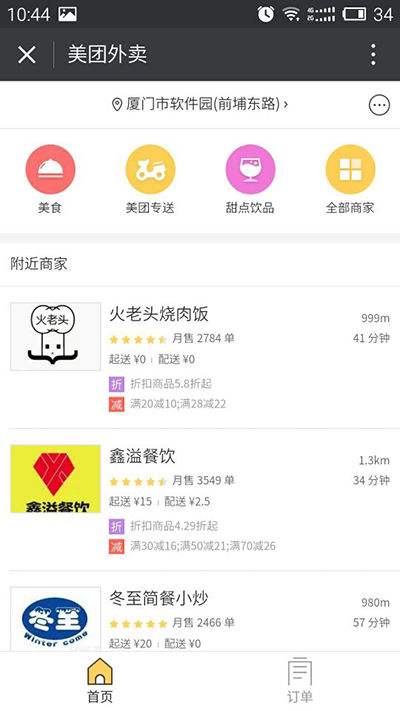 10:44
34
美团外卖
厦门市软件园(前埔东路)
美食
美团专送
甜点饮品
全部商家
附近商家
火老头
火老头烧肉饭
999m
月售 2784 单
41 分钟
起送 ¥0 配送 ¥0
折 折扣商品5.8折起
减 满20减10;满28减22
鑫溢餐饮
鑫溢餐饮
1.3km
月售 3549 单
34 分钟
起送 ¥15 配送 ¥2.5
折 折扣商品4.29折起
减 满30减16;满50减21;满70减26
冬至
Winter come
冬至简餐小炒
980m
月售 2466 单
57 分钟
起送 ¥20 配送 ¥0
首页
订单